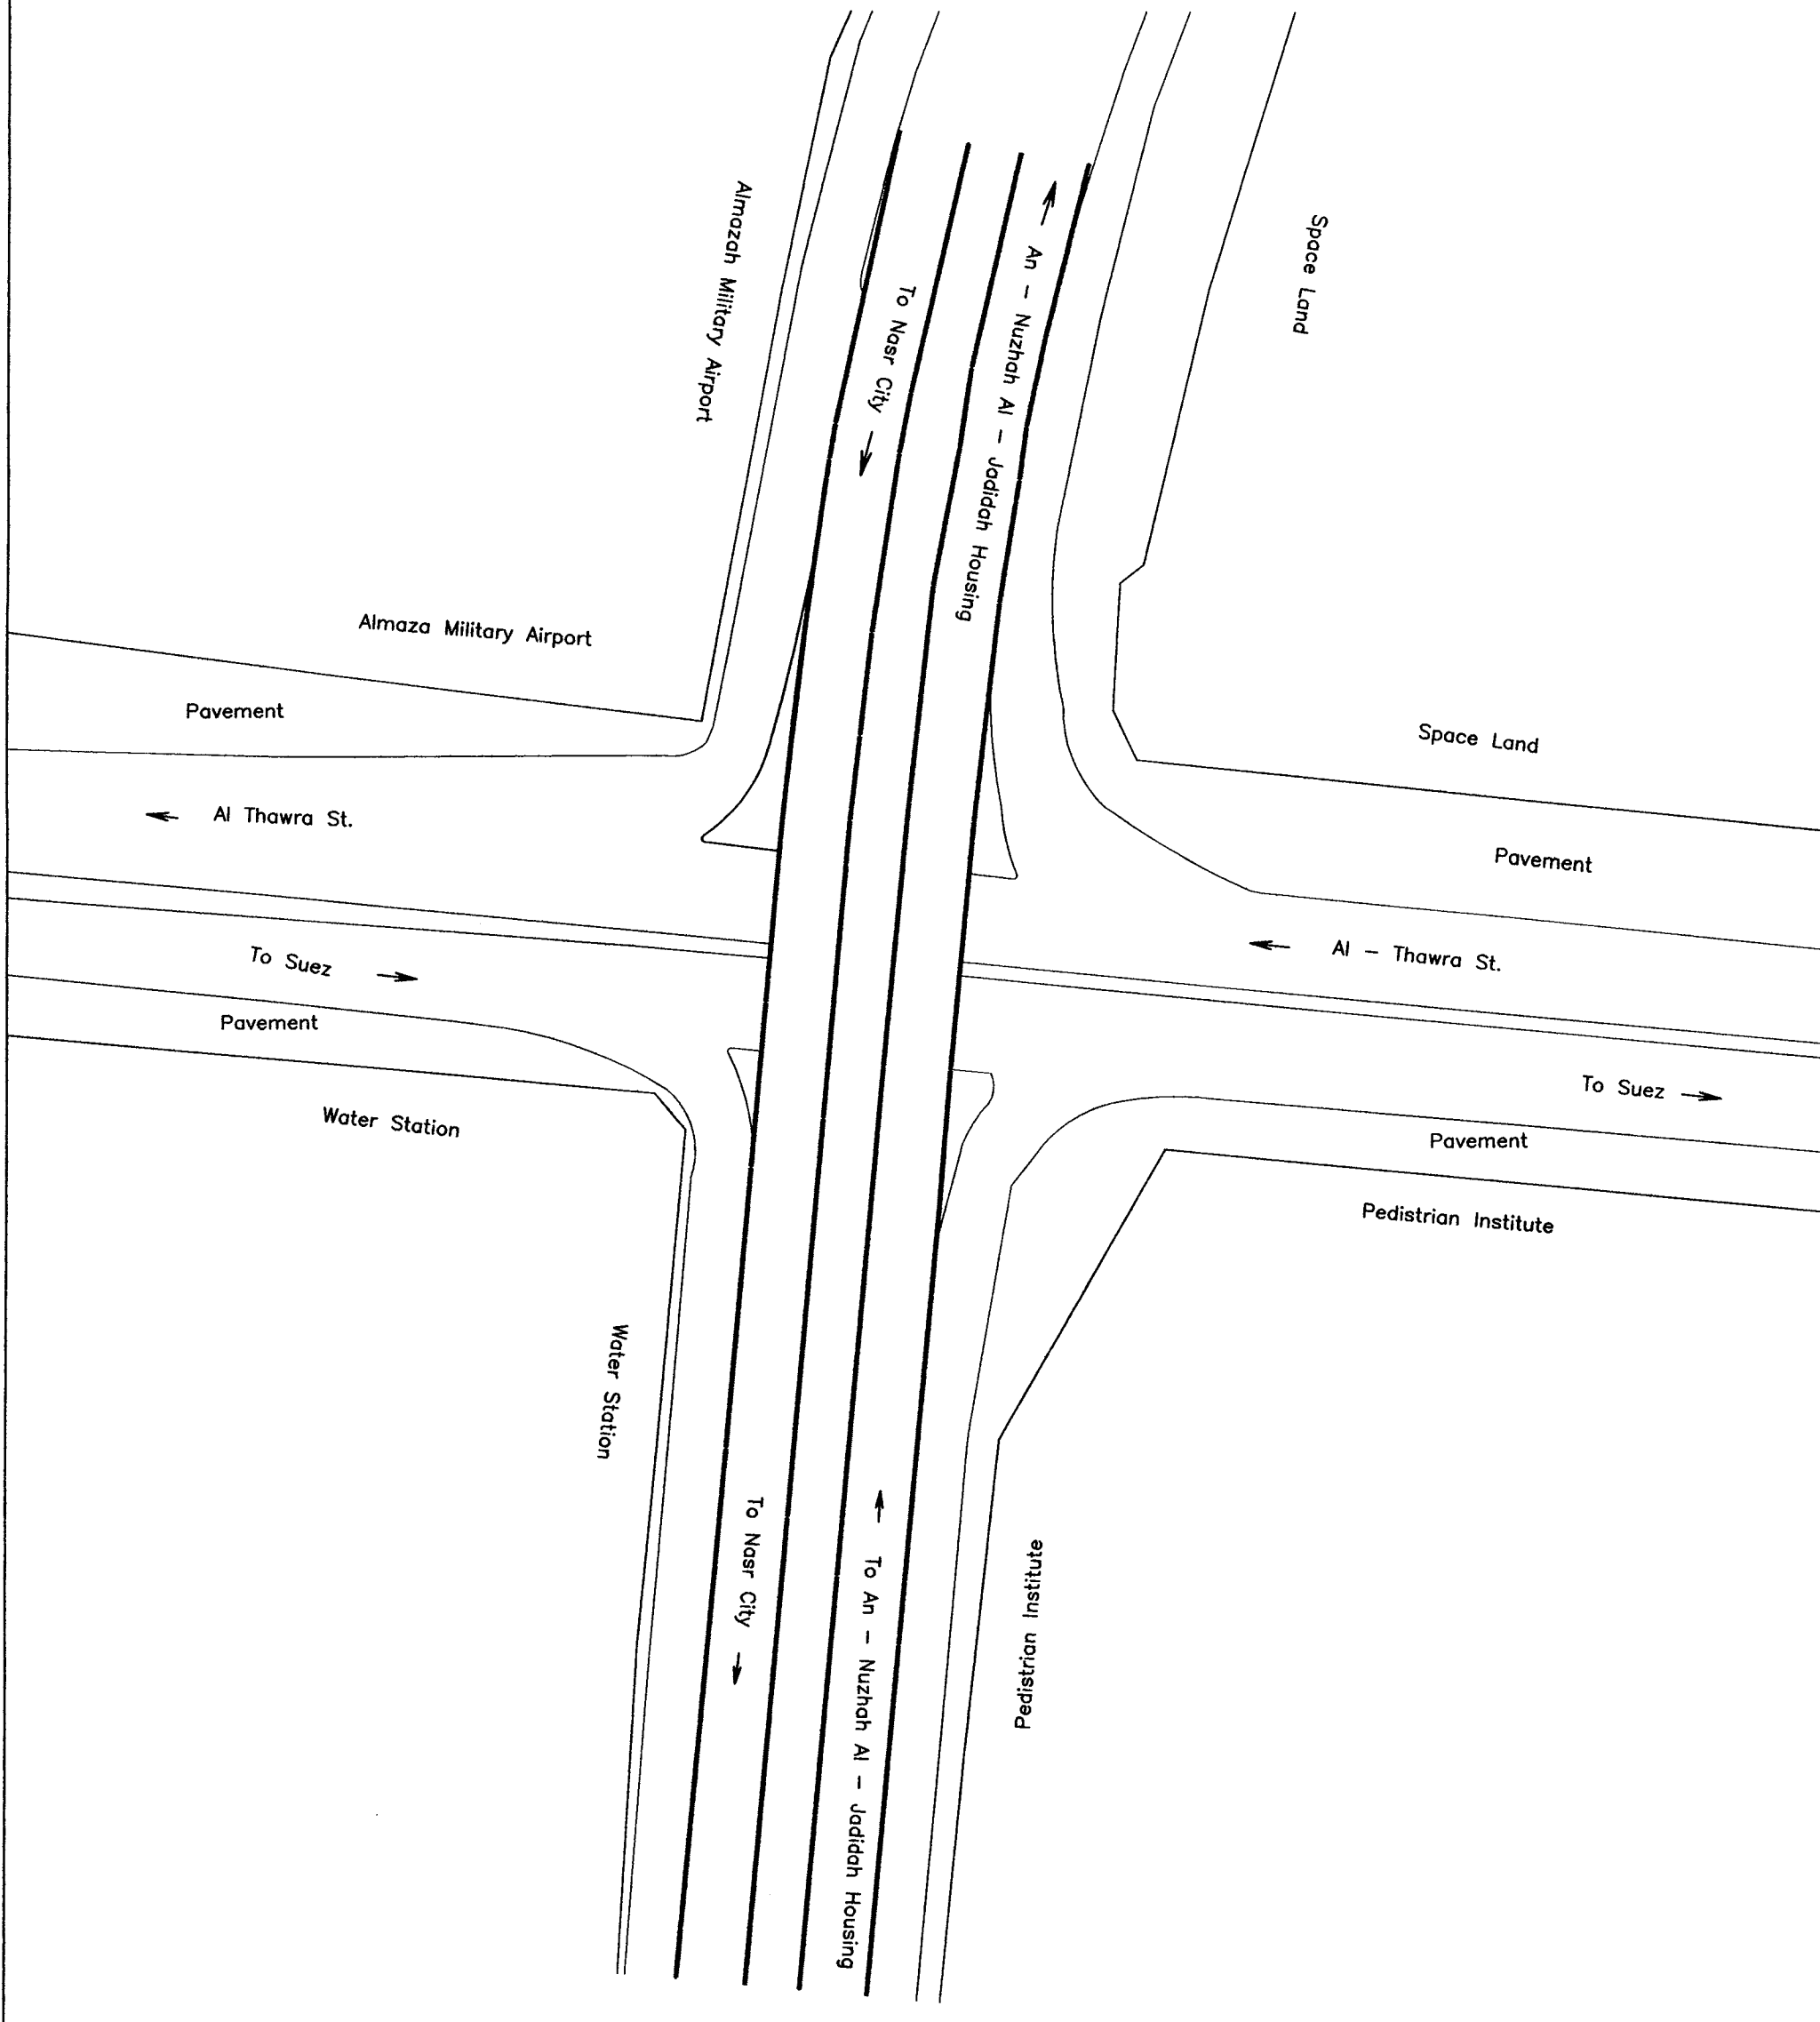 Almazah Military Airport
To Nasr City
An - Nuzhah Al - Jadidah Housing
Space Land
Almaza Military Airport
Pavement
Space Land
Al Thawra St.
Pavement
To Suez
Al - Thawra St.
Pavement
To Suez
Water Station
Pavement
Pedistrian Institute
Water Station
To Nasr City
To An - Nuzhah Al - Jadidah Housing
Pedistrian Institute